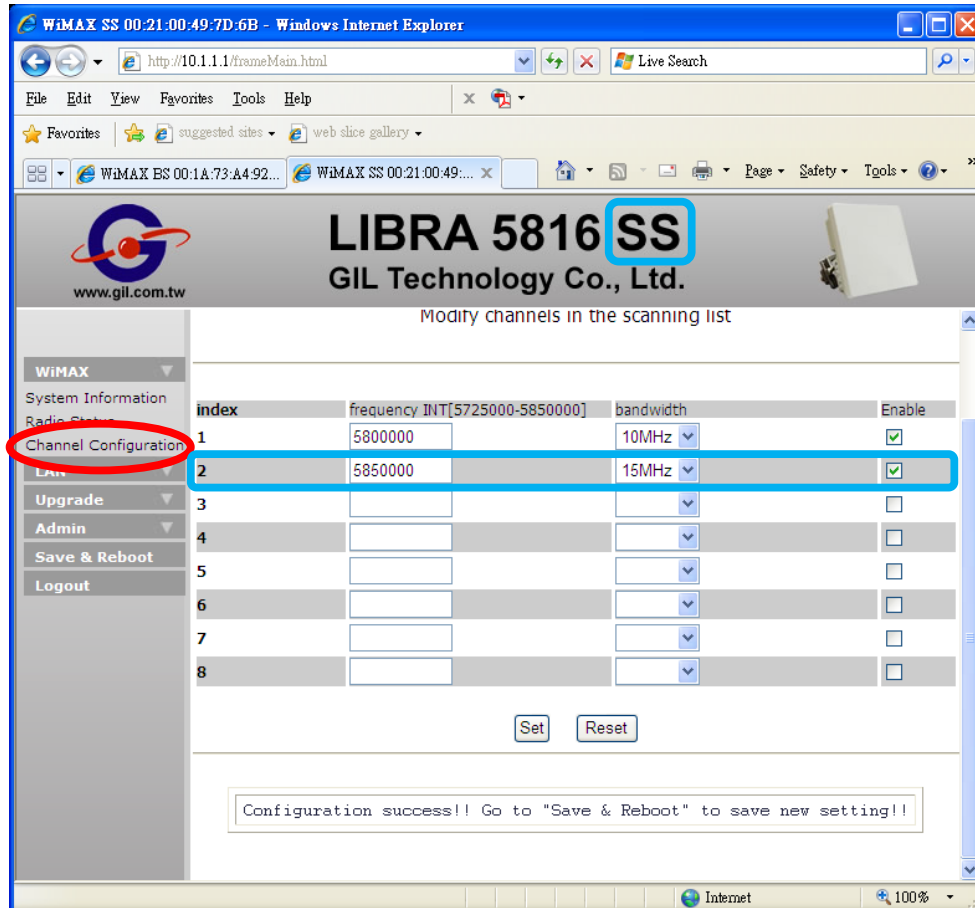 WiMAX SS 00:21:00:49:7D:6B - Windows Internet Explorer
http://10.1.1.1/frameMain.html
Live Search
File Edit View Favorites Tools Help
Favorites suggested sites web slice gallery
WiMAX BS 00:1A:73:A4:92... WiMAX SS 00:21:00:49:... Page Safety Tools
LIBRA 5816 SS
GIL Technology Co., Ltd.
www.gil.com.tw
Modify channels in the scanning list
WiMAX
System Information
Radio Status
Channel Configuration
LAN
Upgrade
Admin
Save & Reboot
Logout
index frequency INT[5725000-5850000] bandwidth Enable
1 5800000 10MHz
2 5850000 15MHz
3
4
5
6
7
8
Set Reset
Configuration success!! Go to "Save & Reboot" to save new setting!!
Internet 100%